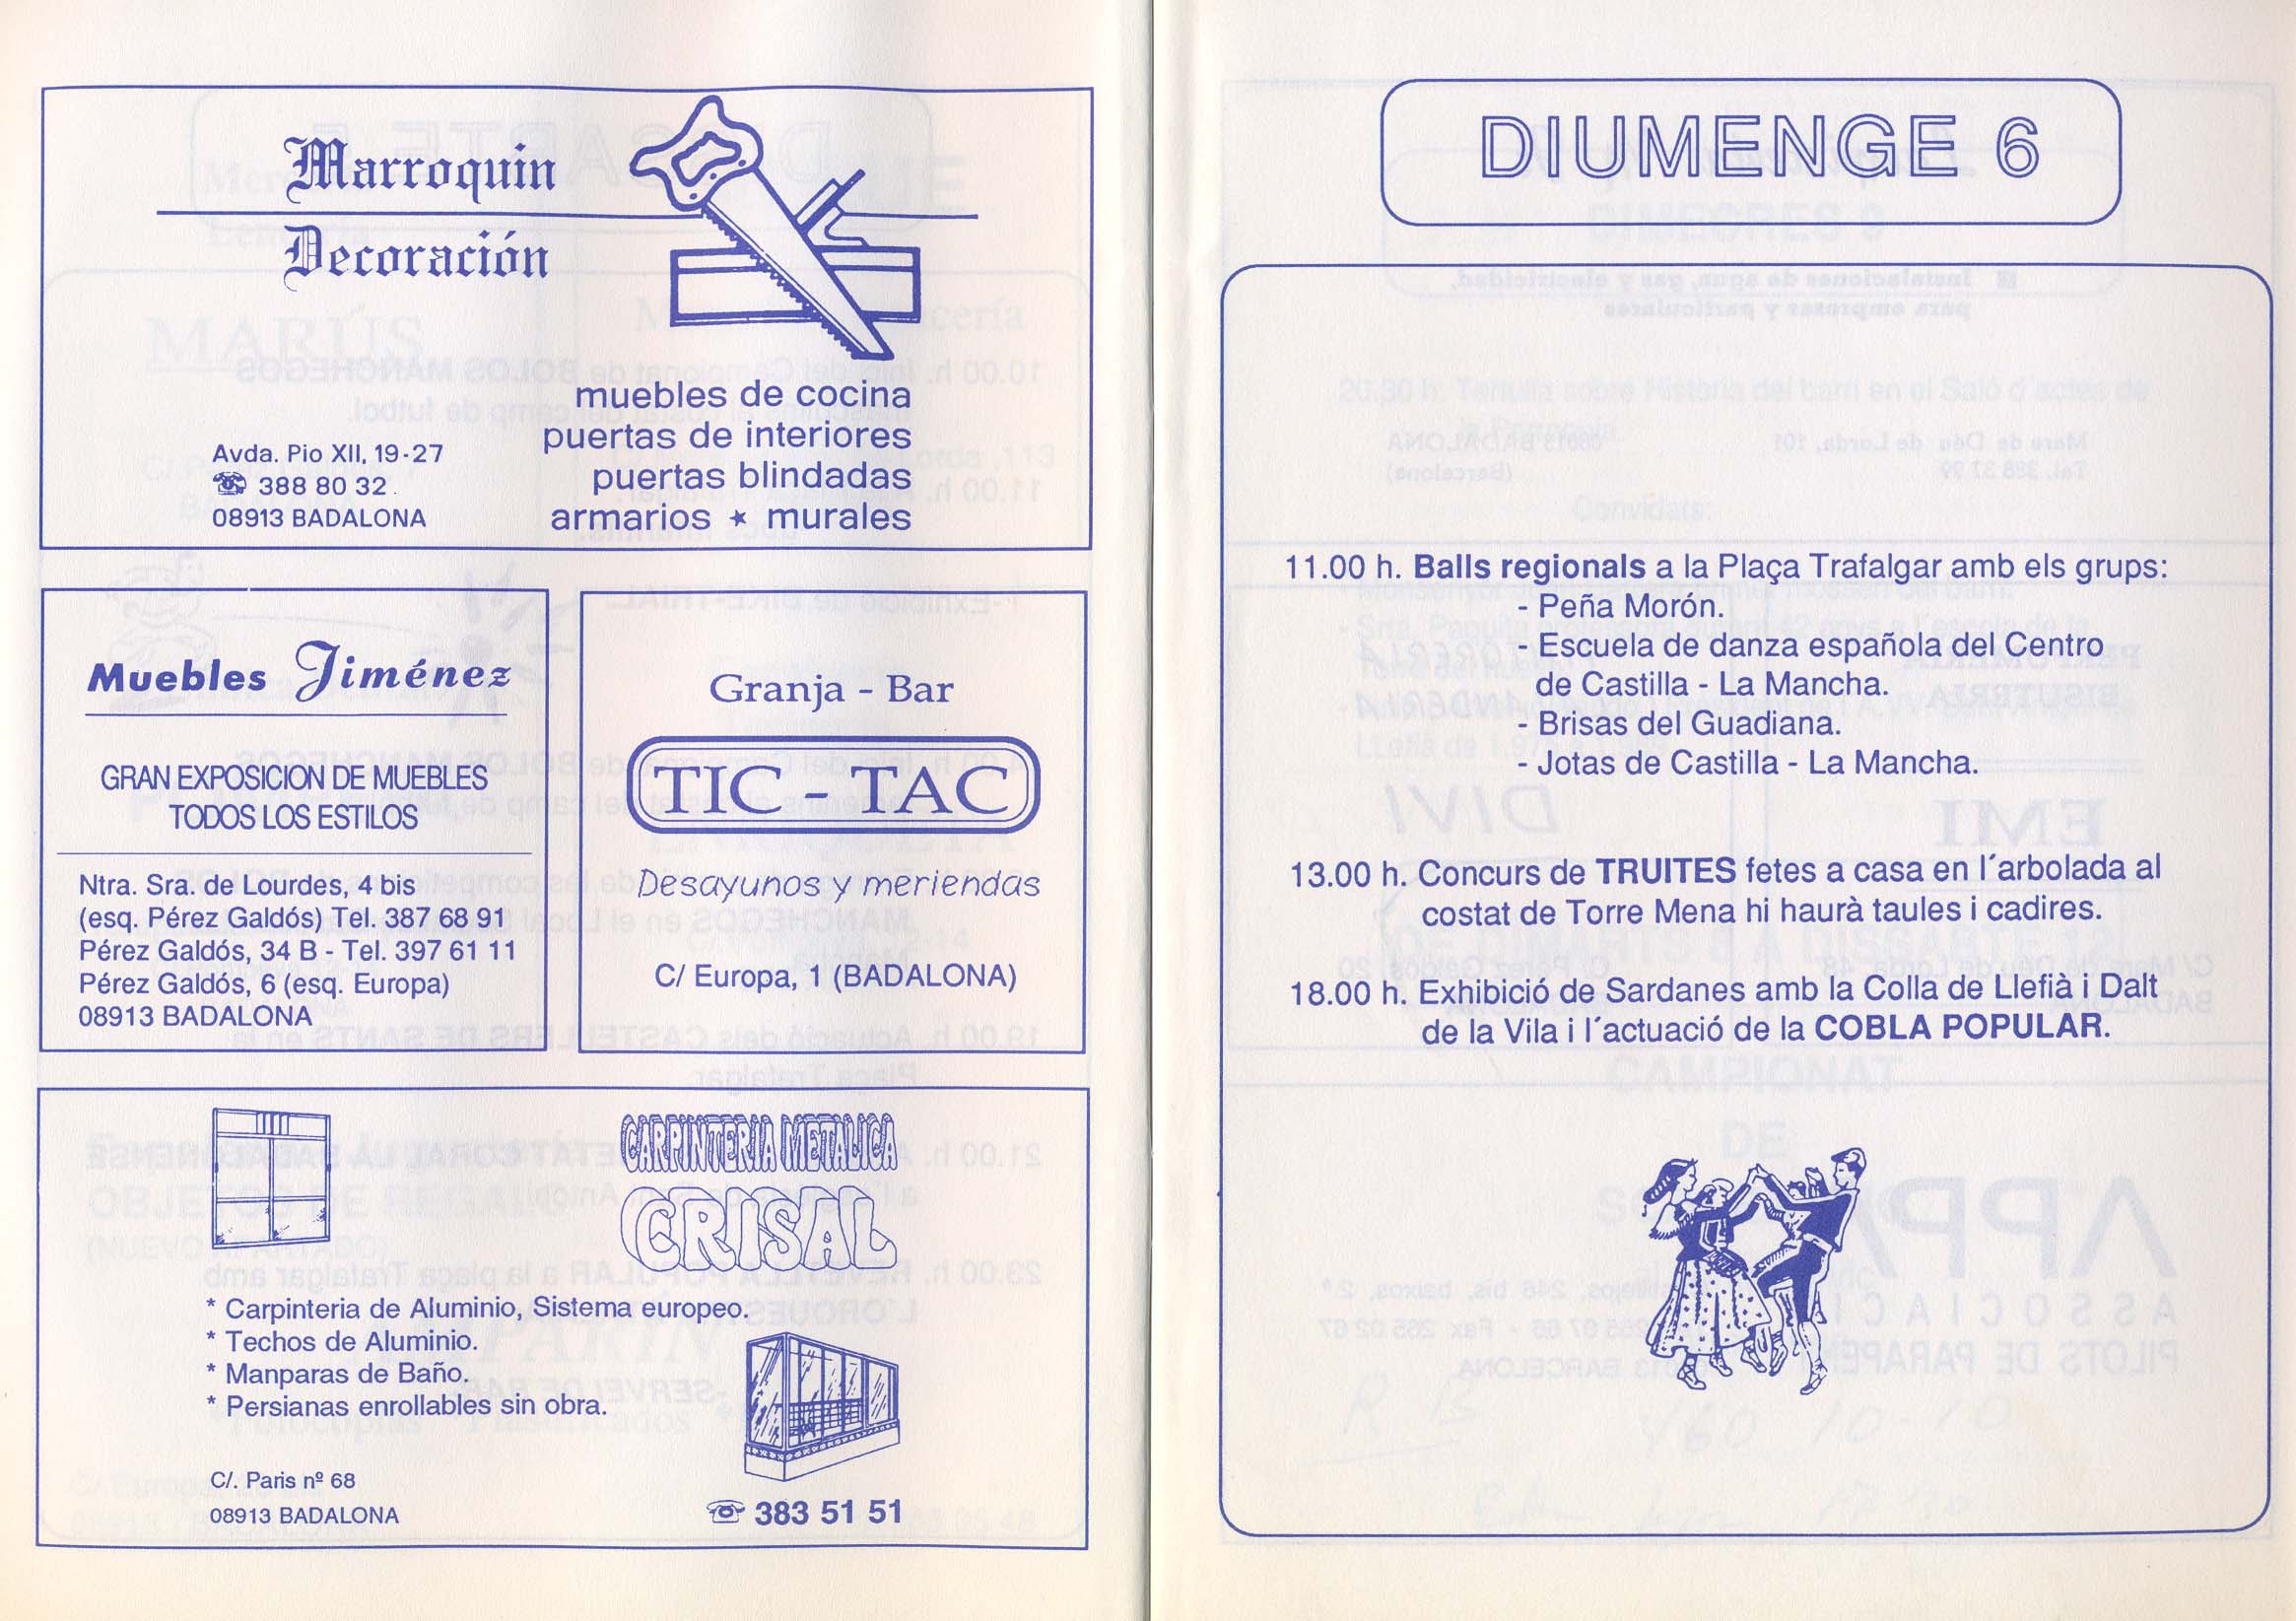 Marroquin
Decoración
muebles de cocina
puertas de interiores
puertas blindadas
armarios ★ murales
Avda. Pio XII, 19-27
☎ 388 80 32
08913 BADALONA
Muebles Jiménez
GRAN EXPOSICION DE MUEBLES
TODOS LOS ESTILOS
Ntra. Sra. de Lourdes, 4 bis
(esq. Pérez Galdós) Tel. 387 68 91
Pérez Galdós, 34 B - Tel. 397 61 11
Pérez Galdós, 6 (esq. Europa)
08913 BADALONA
Granja - Bar
TIC - TAC
Desayunos y meriendas
C/ Europa, 1 (BADALONA)
CARPINTERIA METALICA
CRISAL
* Carpinteria de Aluminio, Sistema europeo.
* Techos de Aluminio.
* Manparas de Baño.
* Persianas enrollables sin obra.
C/. Paris nº 68
08913 BADALONA
☎ 383 51 51
DIUMENGE 6
11.00 h. Balls regionals a la Plaça Trafalgar amb els grups:
- Peña Morón.
- Escuela de danza española del Centro
de Castilla - La Mancha.
- Brisas del Guadiana.
- Jotas de Castilla - La Mancha.
13.00 h. Concurs de TRUITES fetes a casa en l´arbolada al
costat de Torre Mena hi haurà taules i cadires.
18.00 h. Exhibició de Sardanes amb la Colla de Llefià i Dalt
de la Vila i l´actuació de la COBLA POPULAR.